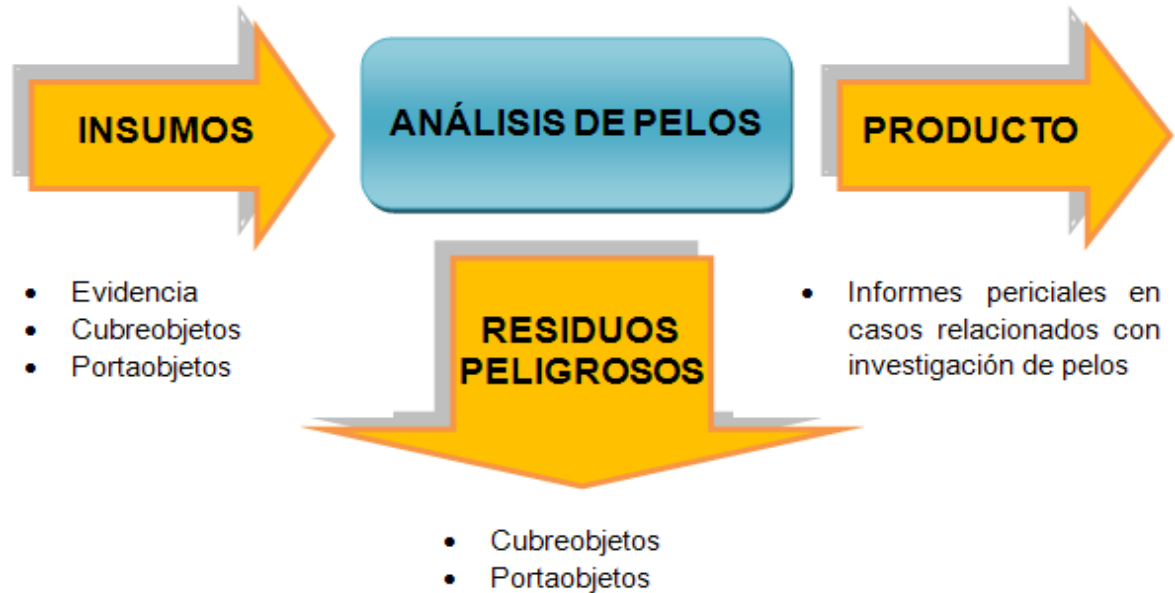 INSUMOS
ANÁLISIS DE PELOS
PRODUCTO
• Evidencia
• Cubreobjetos
• Portaobjetos
RESIDUOS
PELIGROSOS
• Informes periciales en
casos relacionados con
investigación de pelos
• Cubreobjetos
• Portaobjetos